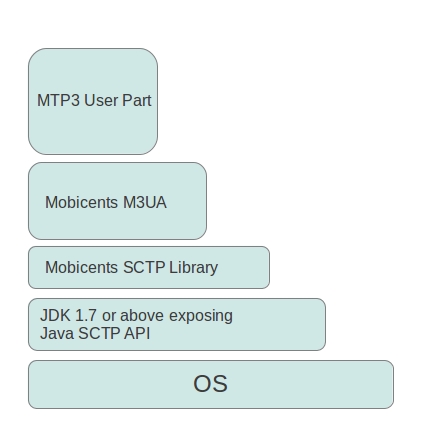 MTP3 User Part
Mobicents M3UA
Mobicents SCTP Library
JDK 1.7 or above exposing
Java SCTP API
OS